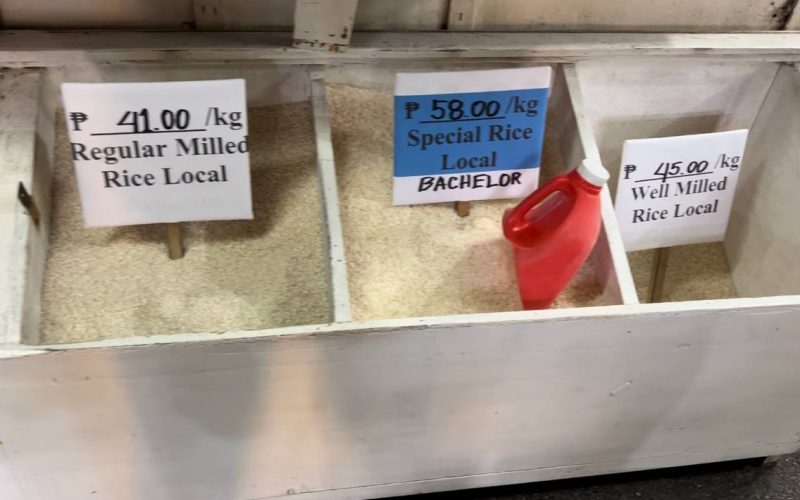 ₱ 41.00 /kg
Regular Milled
Rice Local
₱ 58.00 /kg
Special Rice
Local
BACHELOR
₱ 45.00 /kg
Well Milled
Rice Local